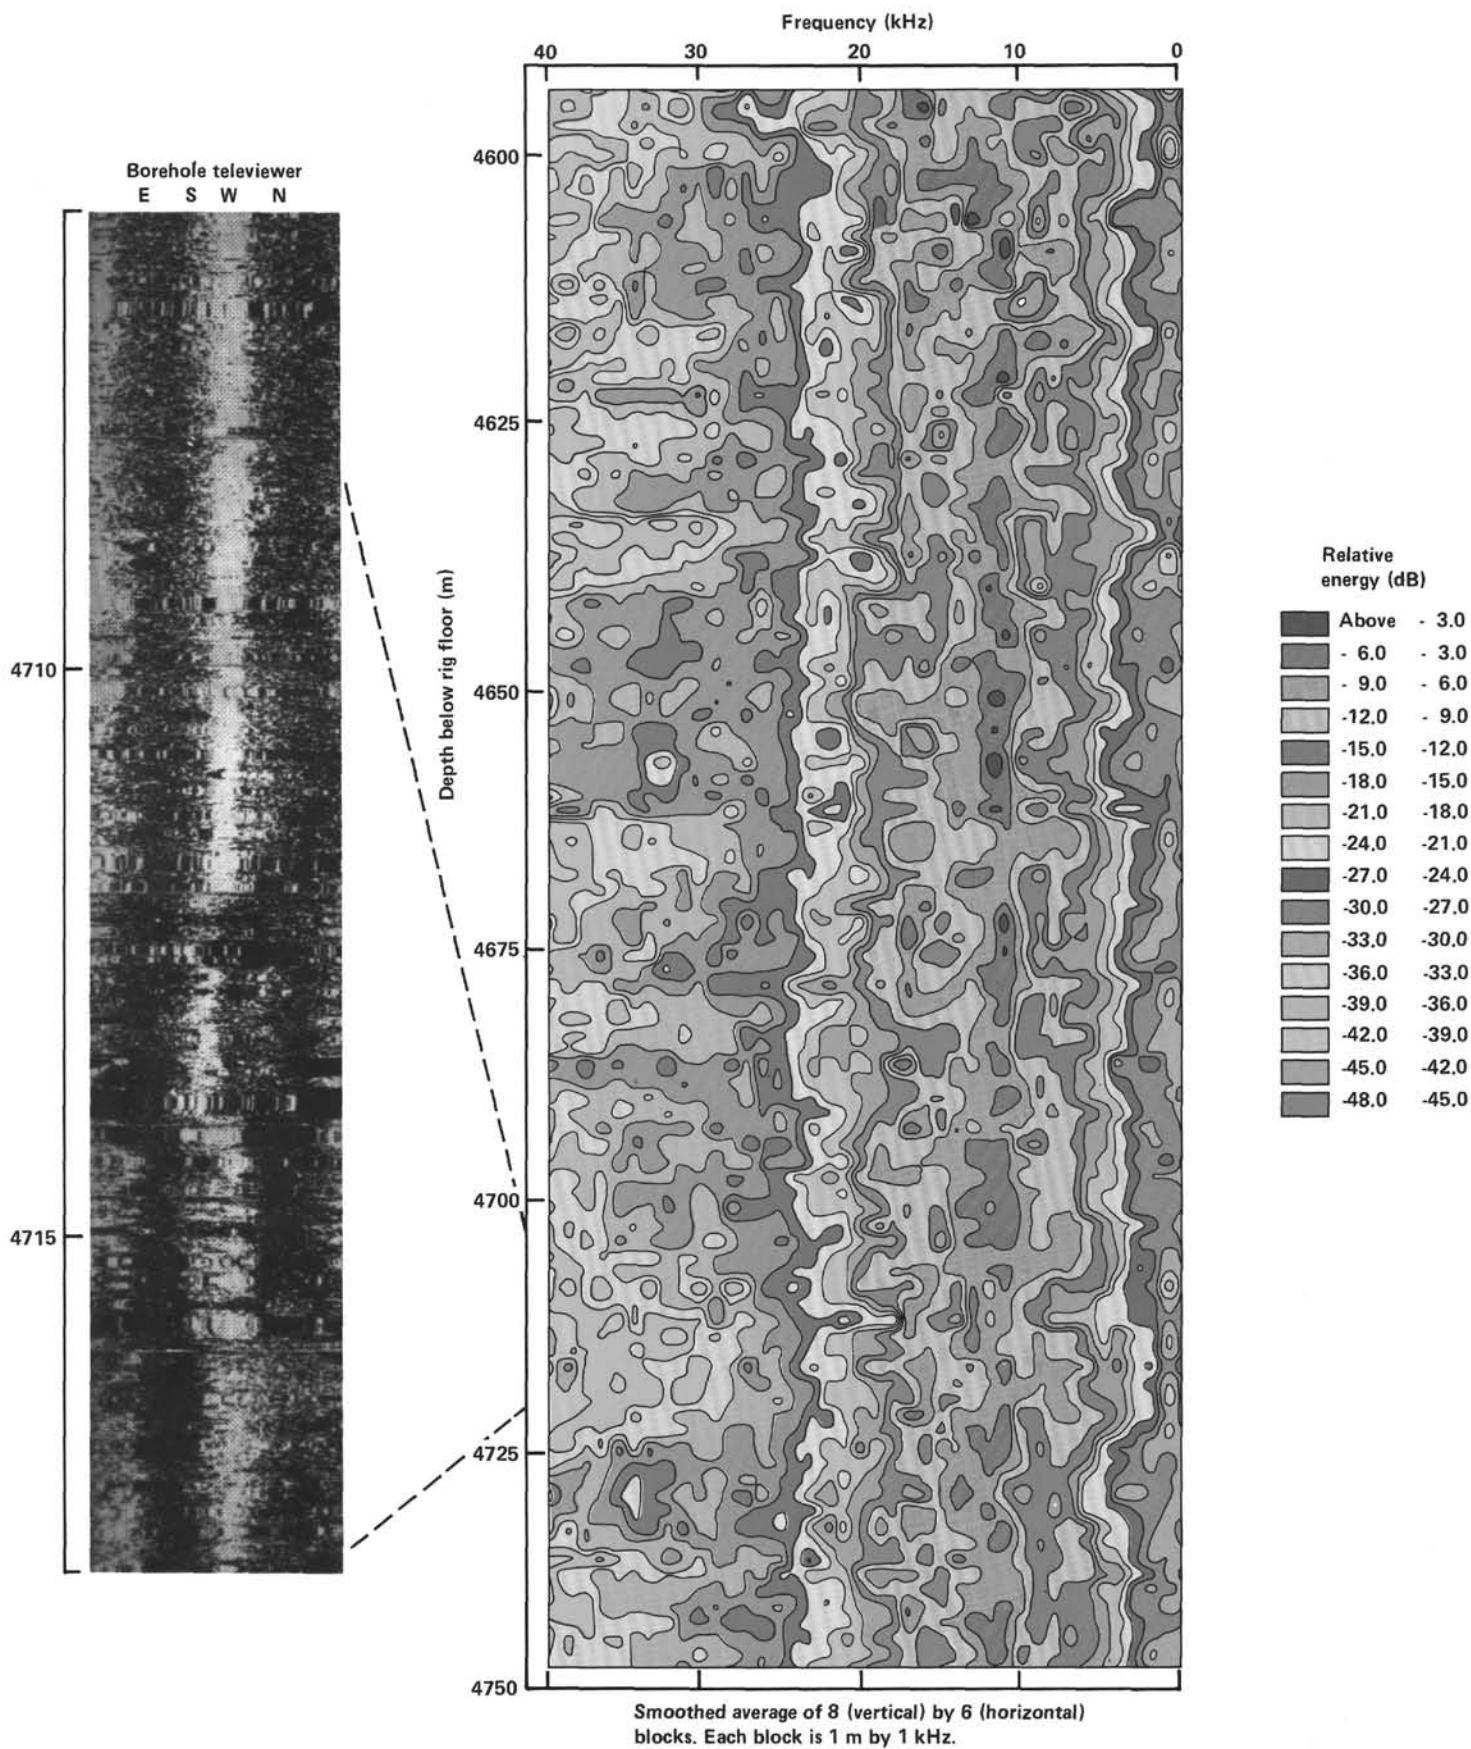 Frequency (kHz)
40 30 20 10 0
Borehole televiewer
E S W N
4710
4715
Depth below rig floor (m)
4600
4625
4650
4675
4700
4725
4750
Relative
energy (dB)
Above - 3.0
- 6.0 - 3.0
- 9.0 - 6.0
-12.0 - 9.0
-15.0 -12.0
-18.0 -15.0
-21.0 -18.0
-24.0 -21.0
-27.0 -24.0
-30.0 -27.0
-33.0 -30.0
-36.0 -33.0
-39.0 -36.0
-42.0 -39.0
-45.0 -42.0
-48.0 -45.0
Smoothed average of 8 (vertical) by 6 (horizontal)
blocks. Each block is 1 m by 1 kHz.